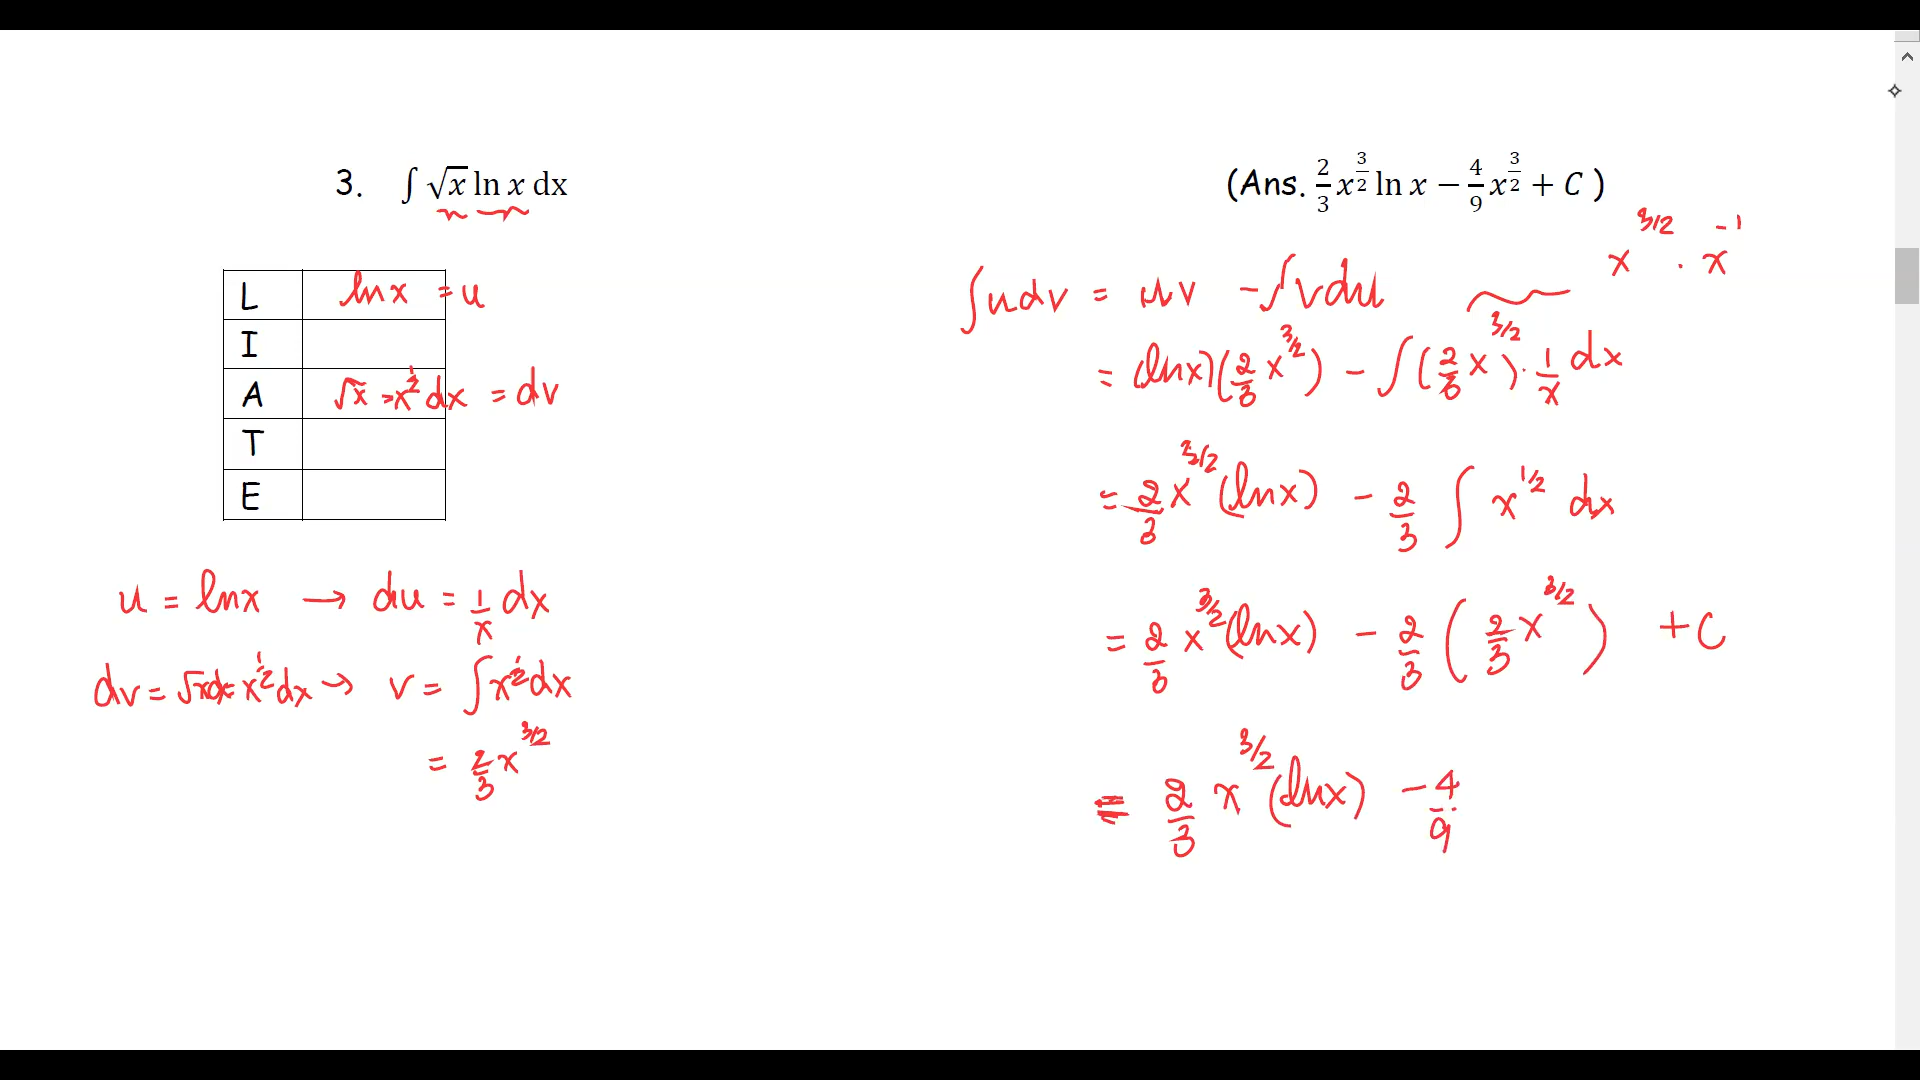 3. ∫ √x ln x dx
(Ans. 2/3 x^(3/2) ln x − 4/9 x^(3/2) + C )
L ln x = u
I
A √x = x^(1/2) dx = dv
T
E
u = ln x → du = 1/x dx
dv = √x dx = x^(1/2) dx → v = ∫ x^(1/2) dx
= 2/3 x^(3/2)
x^(3/2) · x^(-1)
∫ u dv = uv − ∫ v du
= (ln x)(2/3 x^(3/2)) − ∫ (2/3 x^(3/2)) · 1/x dx
= 2/3 x^(3/2) (ln x) − 2/3 ∫ x^(1/2) dx
= 2/3 x^(3/2) (ln x) − 2/3 (2/3 x^(3/2)) + C
= 2/3 x^(3/2) (ln x) − 4/9